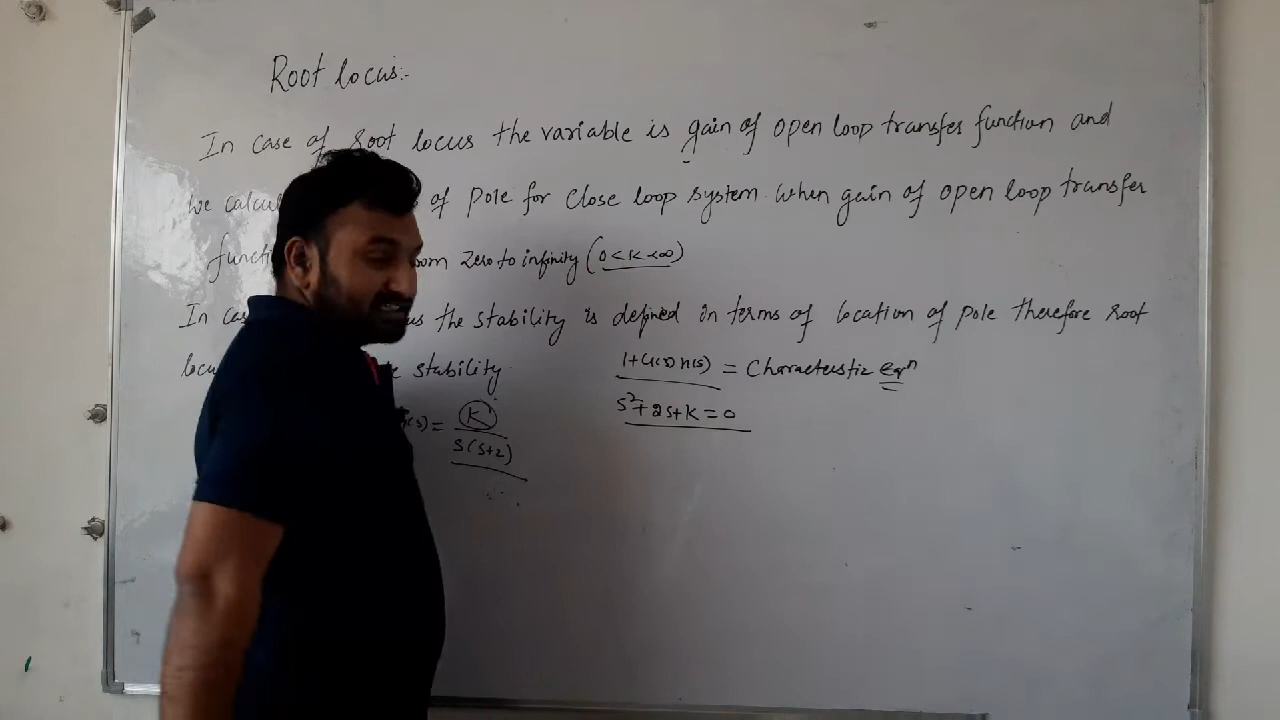 Root locus:-
In case of Root locus the variable is gain of open loop transfer function and
We calcu of Pole for Close loop system when gain of open loop transfer
functi om zero to infinity (0<K<∞)
In cas us the stability is defined in terms of location of pole therefore root
locu stability
1+G(s)H(s) = Characteristic eqⁿ
s²+2s+K=0
(s) = K
s(s+2)